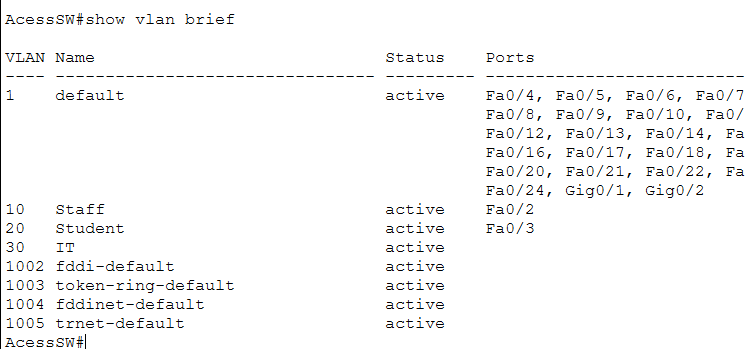 AcessSW#show vlan brief
VLAN Name Status Ports
---- -------------------------------- --------- --------------------------
1 default active Fa0/4, Fa0/5, Fa0/6, Fa0/7
Fa0/8, Fa0/9, Fa0/10, Fa0/
Fa0/12, Fa0/13, Fa0/14, Fa
Fa0/16, Fa0/17, Fa0/18, Fa
Fa0/20, Fa0/21, Fa0/22, Fa
Fa0/24, Gig0/1, Gig0/2
10 Staff active Fa0/2
20 Student active Fa0/3
30 IT active
1002 fddi-default active
1003 token-ring-default active
1004 fddinet-default active
1005 trnet-default active
AcessSW#